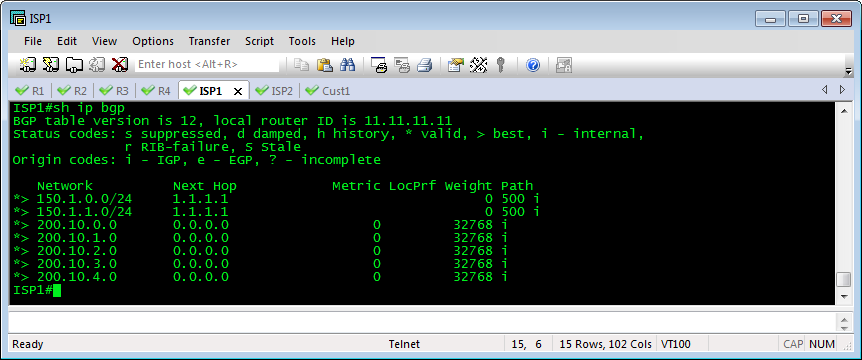 ISP1
File Edit View Options Transfer Script Tools Help
Enter host <Alt+R>
R1 R2 R3 R4 ISP1 ISP2 Cust1
ISP1#sh ip bgp
BGP table version is 12, local router ID is 11.11.11.11
Status codes: s suppressed, d damped, h history, * valid, > best, i - internal,
              r RIB-failure, S Stale
Origin codes: i - IGP, e - EGP, ? - incomplete
   Network          Next Hop            Metric LocPrf Weight Path
*> 150.1.0.0/24     1.1.1.1                                0 500 i
*> 150.1.1.0/24     1.1.1.1                                0 500 i
*> 200.10.0.0       0.0.0.0                  0         32768 i
*> 200.10.1.0       0.0.0.0                  0         32768 i
*> 200.10.2.0       0.0.0.0                  0         32768 i
*> 200.10.3.0       0.0.0.0                  0         32768 i
*> 200.10.4.0       0.0.0.0                  0         32768 i
ISP1#
Ready Telnet 15, 6 15 Rows, 102 Cols VT100 CAP NUM